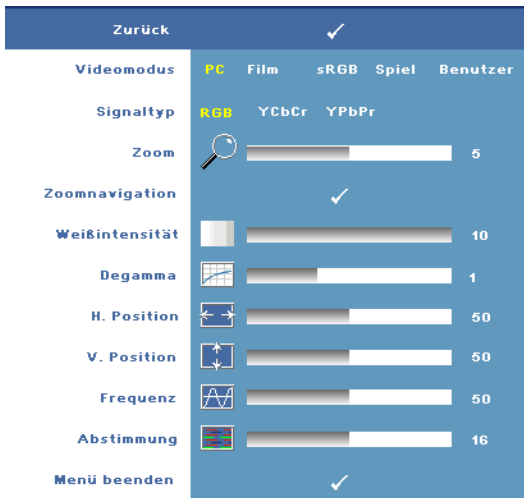 Zurück
Videomodus PC Film sRGB Spiel Benutzer
Signaltyp RGB YCbCr YPbPr
Zoom 5
Zoomnavigation
Weißintensität 10
Degamma 1
H. Position 50
V. Position 50
Frequenz 50
Abstimmung 16
Menü beenden